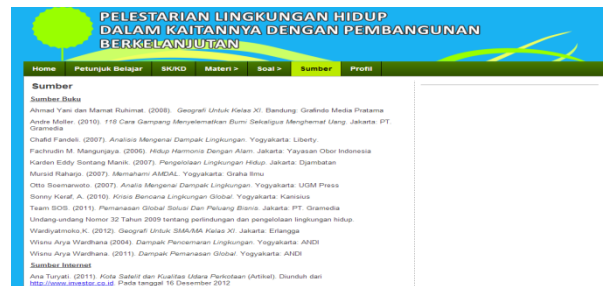 PELESTARIAN LINGKUNGAN HIDUP
DALAM KAITANNYA DENGAN PEMBANGUNAN
BERKELANJUTAN
Home Petunjuk Belajar SK/KD Materi > Soal > Sumber Profil
Sumber
Sumber Buku
Ahmad Yani dan Mamat Ruhimat. (2008). Geografi Untuk Kelas XI. Bandung: Grafindo Media Pratama
Andre Moller. (2010). 118 Cara Gampang Menyelematkan Bumi Sekaligus Menghemat Uang. Jakarta: PT.
Gramedia
Chafid Fandeli. (2007). Analisis Mengenai Dampak Lingkungan. Yogyakarta: Liberty.
Fachrudin M. Mangunjaya. (2006). Hidup Harmonis Dengan Alam. Jakarta: Yayasan Obor Indonesia
Karden Eddy Sontang Manik. (2007). Pengelolaan Lingkungan Hidup. Jakarta: Djambatan
Mursid Raharjo. (2007). Memahami AMDAL. Yogyakarta: Graha Ilmu
Otto Soemarwoto. (2007). Analis Mengenai Dampak Lingkungan. Yogyakarta: UGM Press
Sonny Keraf, A. (2010). Krisis Bencana Lingkungan Global. Yogyakarta: Kanisius
Team SOS. (2011). Pemanasan Global Solusi Dan Peluang Bisnis. Jakarta: PT. Gramedia
Undang-undang Nomor 32 Tahun 2009 tentang perlindungan dan pengelolaan lingkungan hidup.
Wardiyatmoko,K. (2012). Geografi Untuk SMA/MA Kelas XI. Jakarta: Erlangga
Wisnu Arya Wardhana (2004). Dampak Pencemaran Lingkungan. Yogyakarta: ANDI
Wisnu Arya Wardhana. (2011). Dampak Pemanasan Global. Yogyakarta: ANDI
Sumber Internet
Ana Turyati. (2011). Kota Satelit dan Kualitas Udara Perkotaan (Artikel). Diunduh dari
http://www.investor.co.id. Pada tanggal 16 Desember 2012